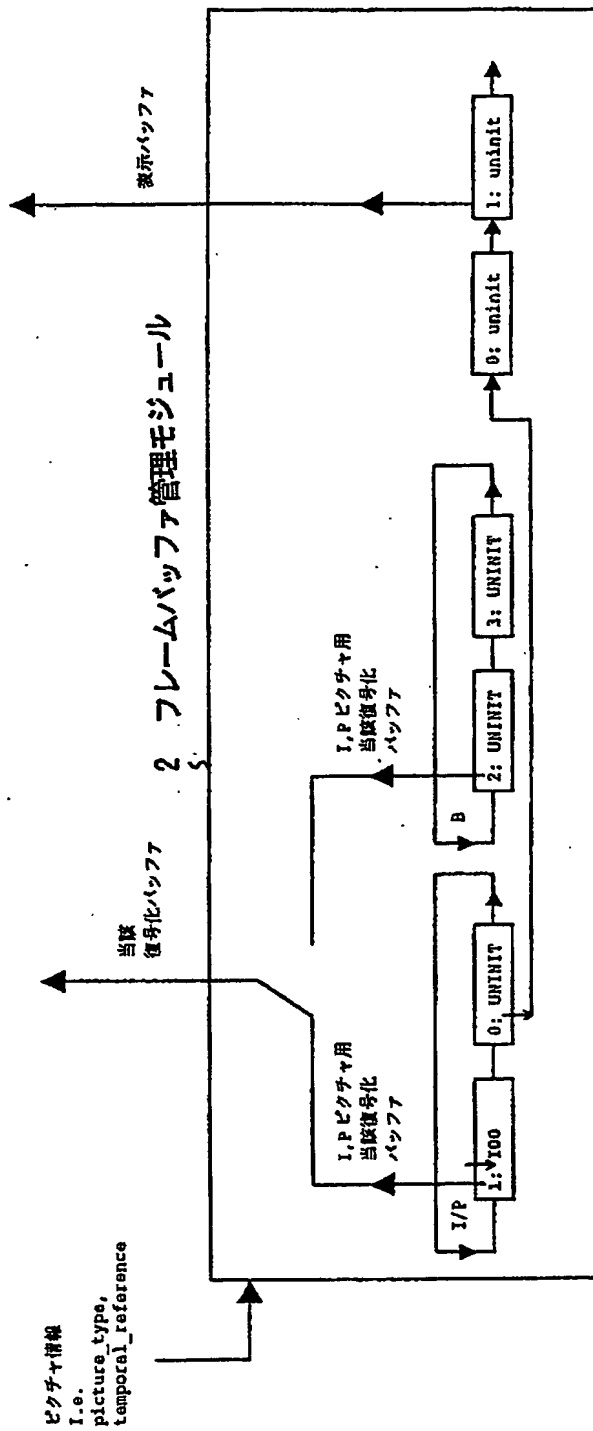 ピクチャ情報
I.e.
picture_type,
temporal_reference
当該
復号化バッファ
表示バッファ
2 フレームバッファ管理モジュール
I,Pピクチャ用
当該復号化
バッファ
I,Pピクチャ用
当該復号化
バッファ
I/P
B
1: I00
0: UNINIT
2: UNINIT
3: UNINIT
0: uninit
1: uninit